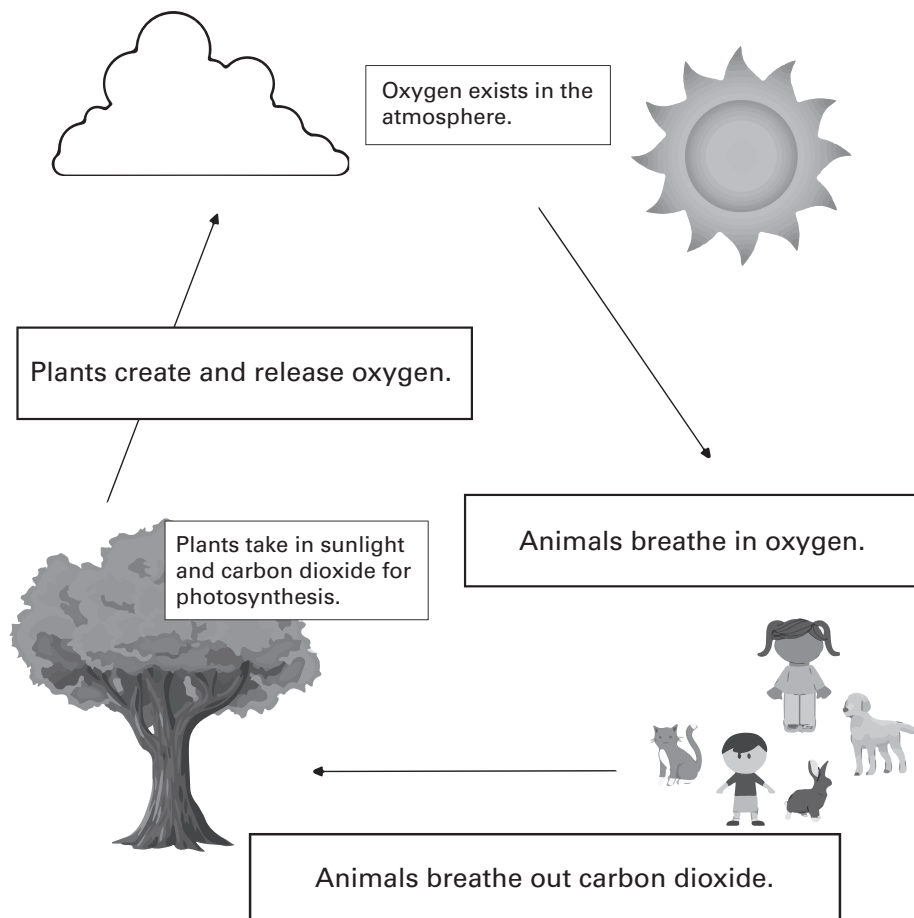 Oxygen exists in the
atmosphere.
Plants create and release oxygen.
Animals breathe in oxygen.
Plants take in sunlight
and carbon dioxide for
photosynthesis.
Animals breathe out carbon dioxide.